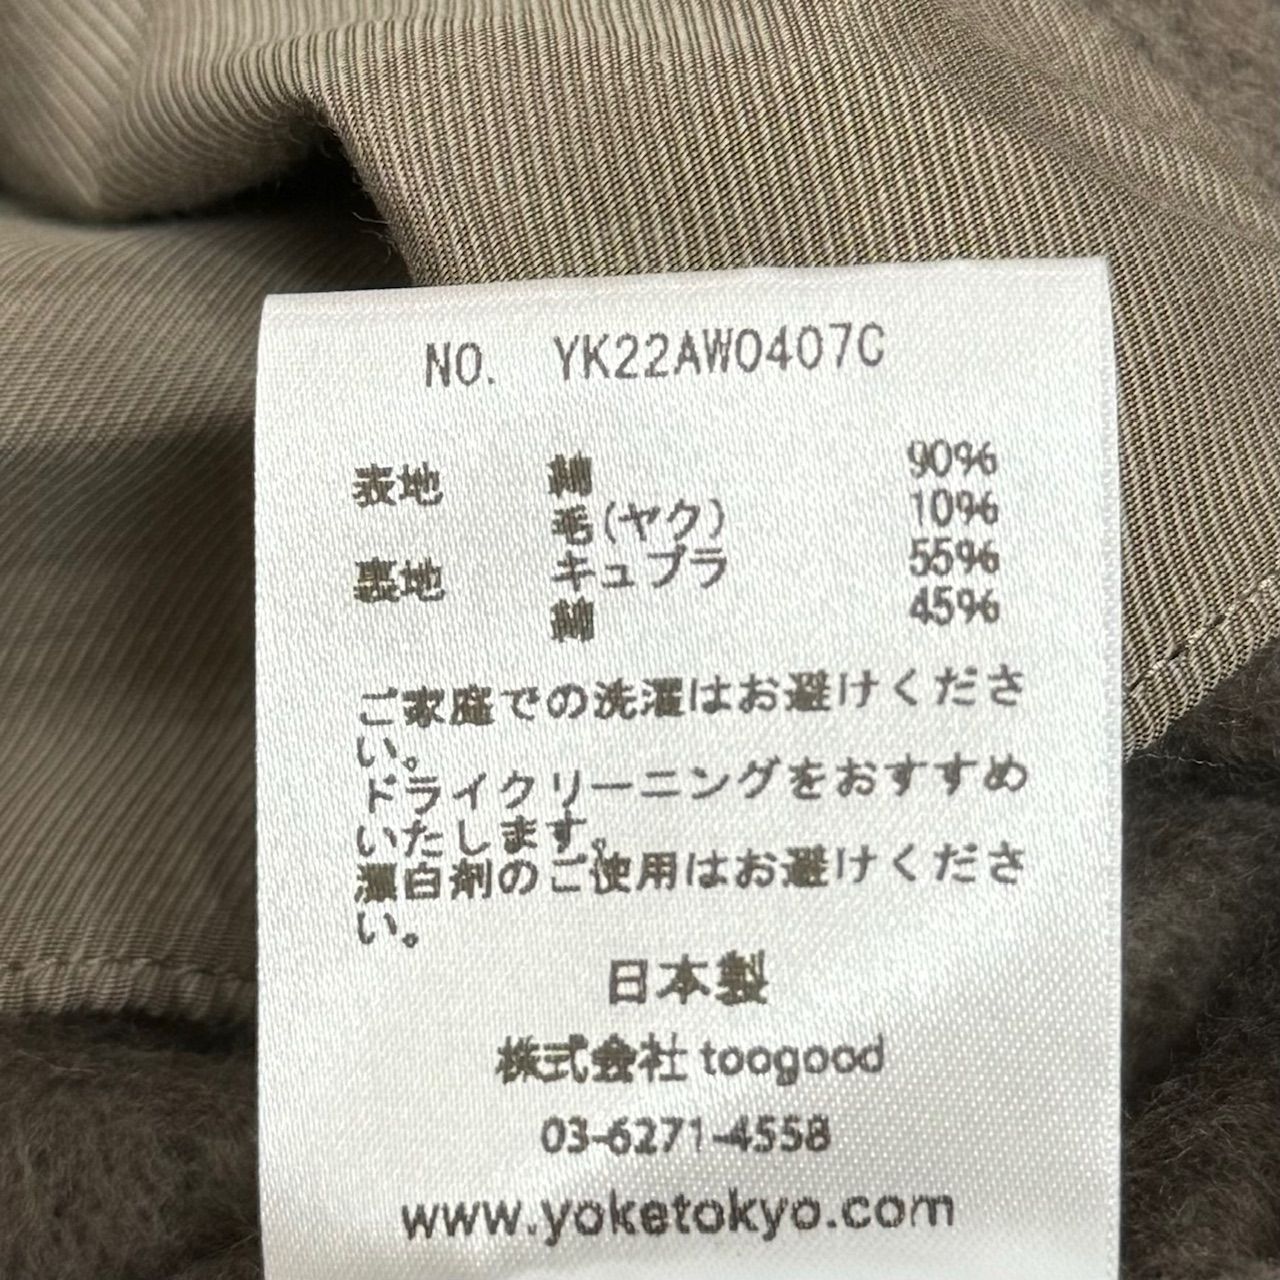 NO. YK22AW0407C
表地 綿 90%
毛(ヤク) 10%
裏地 キュプラ 55%
綿 45%
ご家庭での洗濯はお避けくださ
い。
ドライクリーニングをおすすめ
いたします。
漂白剤のご使用はお避けくださ
い。
日本製
株式会社 toogood
03-6271-4558
www.yoketokyo.com